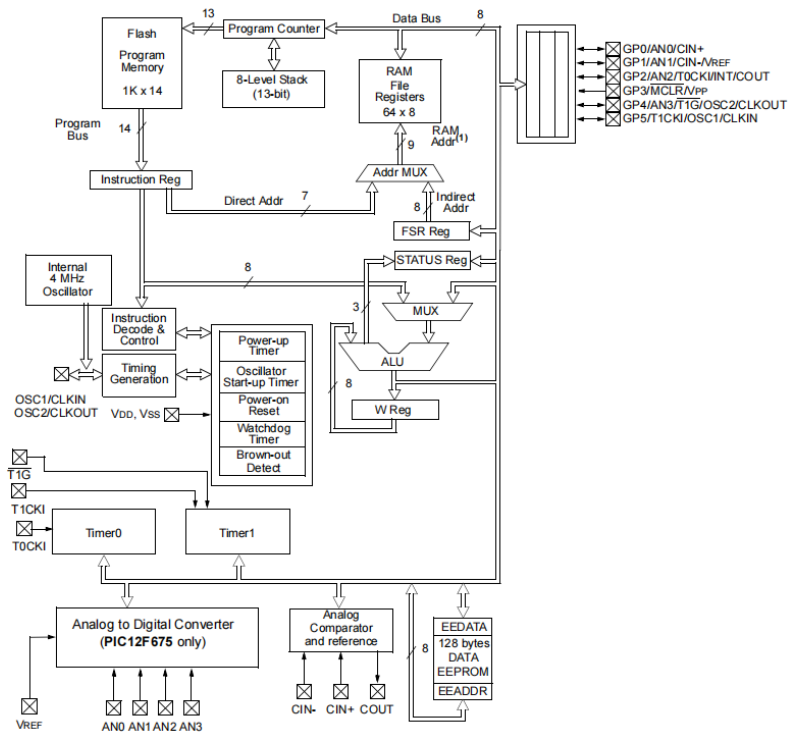 13
Data Bus
8
Flash
Program
Memory
1K x 14
Program Counter
8-Level Stack
(13-bit)
RAM
File
Registers
64 x 8
GP0/AN0/CIN+
GP1/AN1/CIN-/VREF
GP2/AN2/T0CKI/INT/COUT
GP3/MCLR/VPP
GP4/AN3/T1G/OSC2/CLKOUT
GP5/T1CKI/OSC1/CLKIN
Program
Bus
14
RAM
Addr(1)
9
Addr MUX
Instruction Reg
Direct Addr
7
8
Indirect
Addr
FSR Reg
STATUS Reg
8
Internal
4 MHz
Oscillator
3
MUX
Instruction
Decode &
Control
Power-up
Timer
ALU
Timing
Generation
Oscillator
Start-up Timer
8
OSC1/CLKIN
OSC2/CLKOUT
VDD, VSS
Power-on
Reset
W Reg
Watchdog
Timer
Brown-out
Detect
T1G
T1CKI
T0CKI
Timer0
Timer1
Analog to Digital Converter
(PIC12F675 only)
Analog
Comparator
and reference
8
EEDATA
128 bytes
DATA
EEPROM
EEADDR
VREF
AN0 AN1 AN2 AN3
CIN- CIN+ COUT